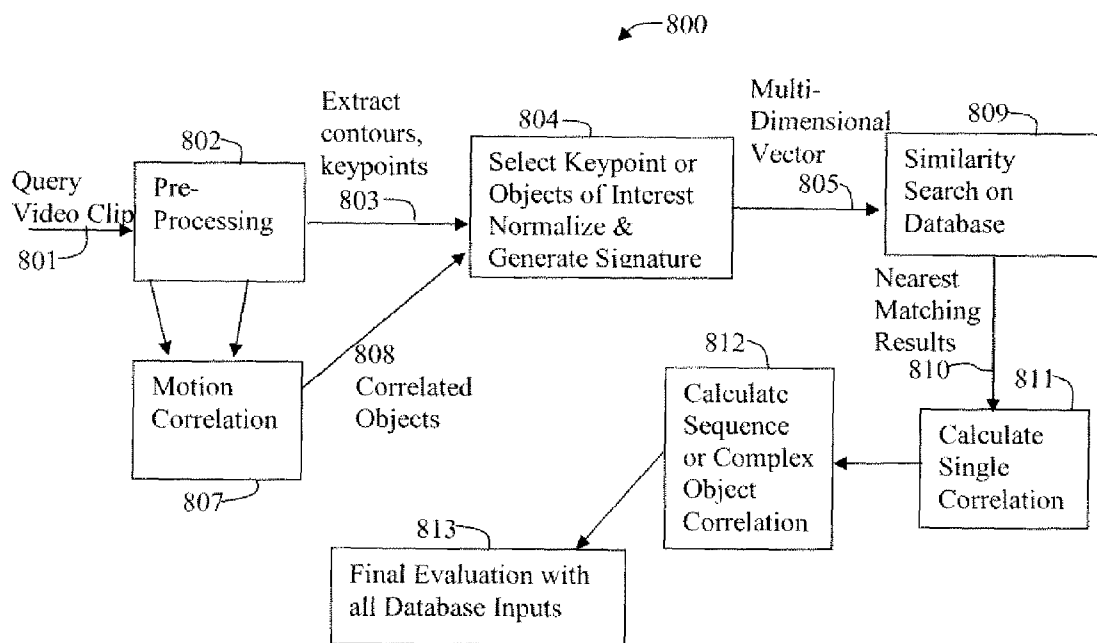 800
Query
Video Clip
801
802
Pre-
Processing
Extract
contours,
keypoints
803
804
Select Keypoint or
Objects of Interest
Normalize &
Generate Signature
Multi-
Dimensional
Vector
805
809
Similarity
Search on
Database
Motion
Correlation
807
808
Correlated
Objects
Nearest
Matching
Results
810
811
Calculate
Single
Correlation
812
Calculate
Sequence
or Complex
Object
Correlation
813
Final Evaluation with
all Database Inputs